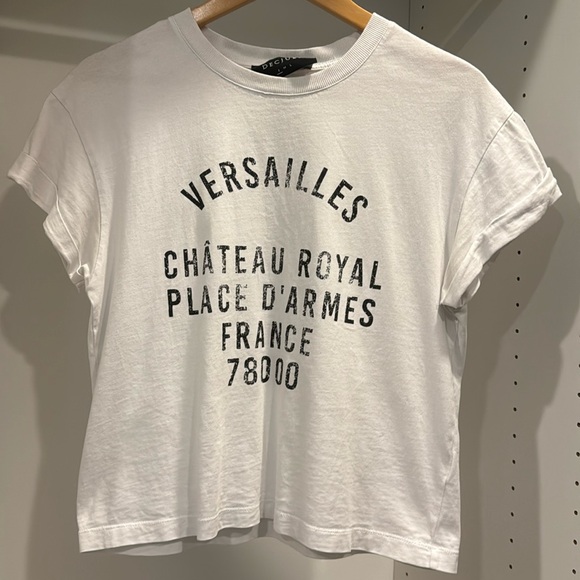 VERSAILLES
CHÂTEAU ROYAL
PLACE D'ARMES
FRANCE
78000